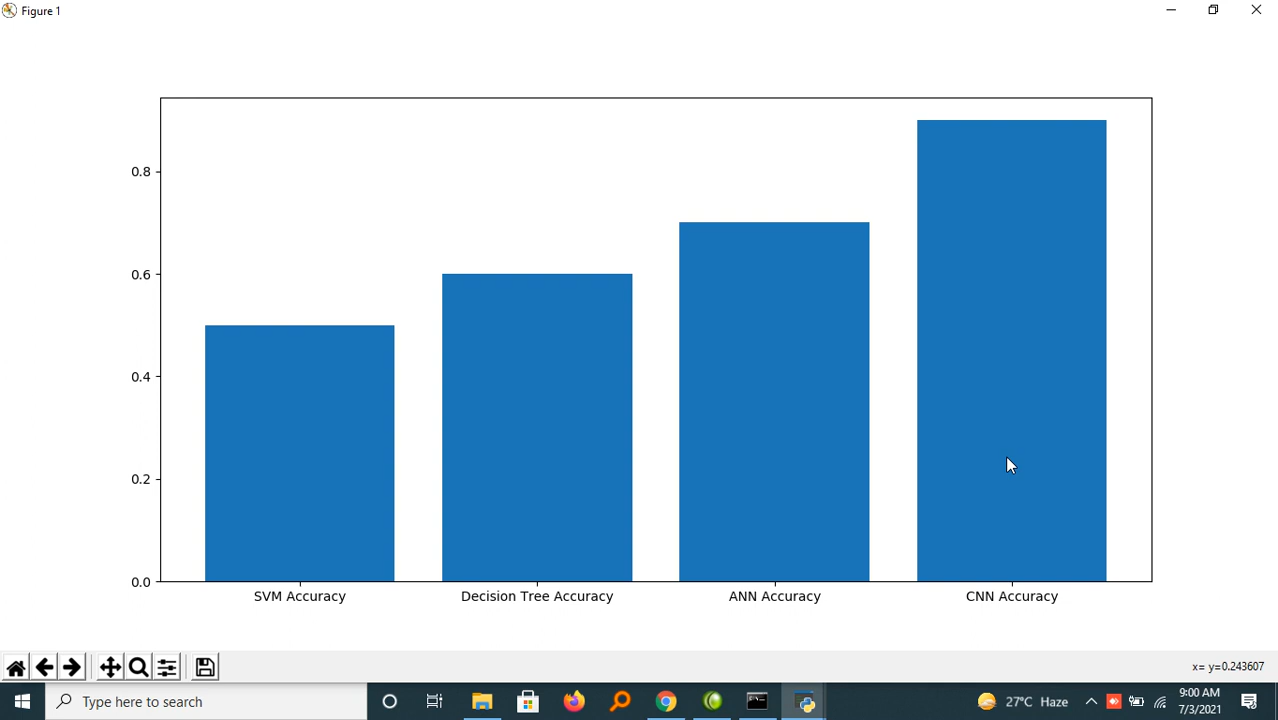 Figure 1
0.8
0.6
0.4
0.2
0.0
SVM Accuracy Decision Tree Accuracy ANN Accuracy CNN Accuracy
x= y=0.243607
Type here to search
27°C Haze
9:00 AM
7/3/2021